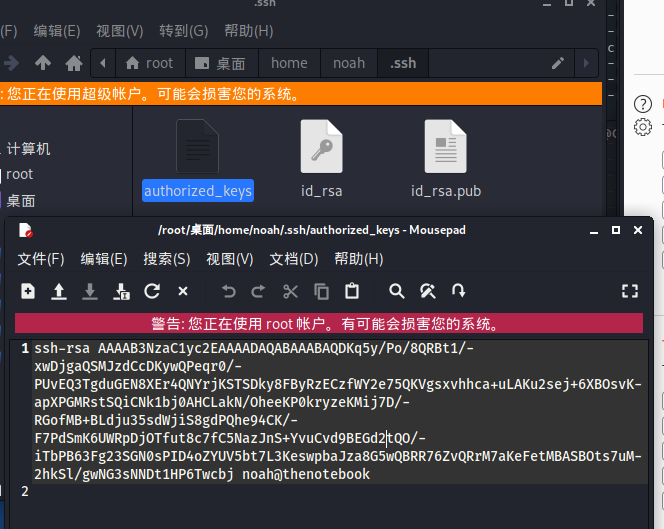 .ssh
(F) 编辑(E) 视图(V) 转到(G) 帮助(H)
root 桌面 home noah .ssh
: 您正在使用超级帐户。可能会损害您的系统。
计算机
root
桌面
authorized_keys id_rsa id_rsa.pub
/root/桌面/home/noah/.ssh/authorized_keys - Mousepad
文件(F) 编辑(E) 搜索(S) 视图(V) 文档(D) 帮助(H)
警告: 您正在使用 root 帐户。有可能会损害您的系统。
1 ssh-rsa AAAAB3NzaC1yc2EAAAADAQABAAABAQDKq5y/Po/8QRBt1/-
xwDjgaQSMJzdCcDKywQPeqr0/-
PUvEQ3TgduGEN8XEr4QNYrjKSTSDky8FByRzECzfWY2e75QKVgsxvhhca+uLAKu2sej+6XBOsvK-
apXPGMRstSQiCNk1bj0AHCLakN/OheeKP0kryzeKMij7D/-
RGofMB+BLdju35sdWjiS8gdPQhe94CK/-
F7PdSmK6UWRpDjOTfut8c7fC5NazJnS+YvuCvd9BEGd2tQO/-
iTbPB63Fg23SGN0sPID4oZYUV5bt7L3KeswpbaJza8G5wQBRR76ZvQRrM7aKeFetMBASBOts7uM-
2hkSl/gwNG3sNNDt1HP6Twcbj noah@thenotebook
2